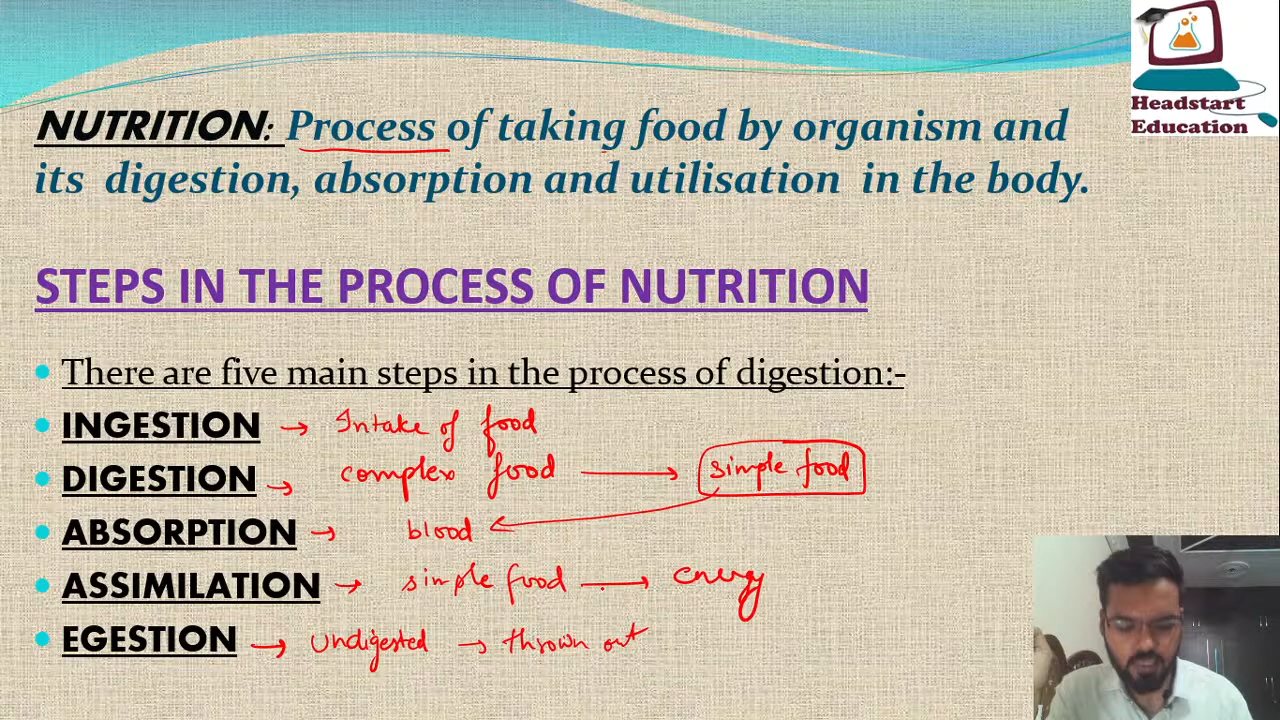 Headstart
Education
NUTRITION: Process of taking food by organism and
its digestion, absorption and utilisation in the body.
STEPS IN THE PROCESS OF NUTRITION
• There are five main steps in the process of digestion:-
• INGESTION → Intake of food
• DIGESTION → complex food → simple food
• ABSORPTION → blood
• ASSIMILATION → simple food → energy
• EGESTION → undigested → thrown out